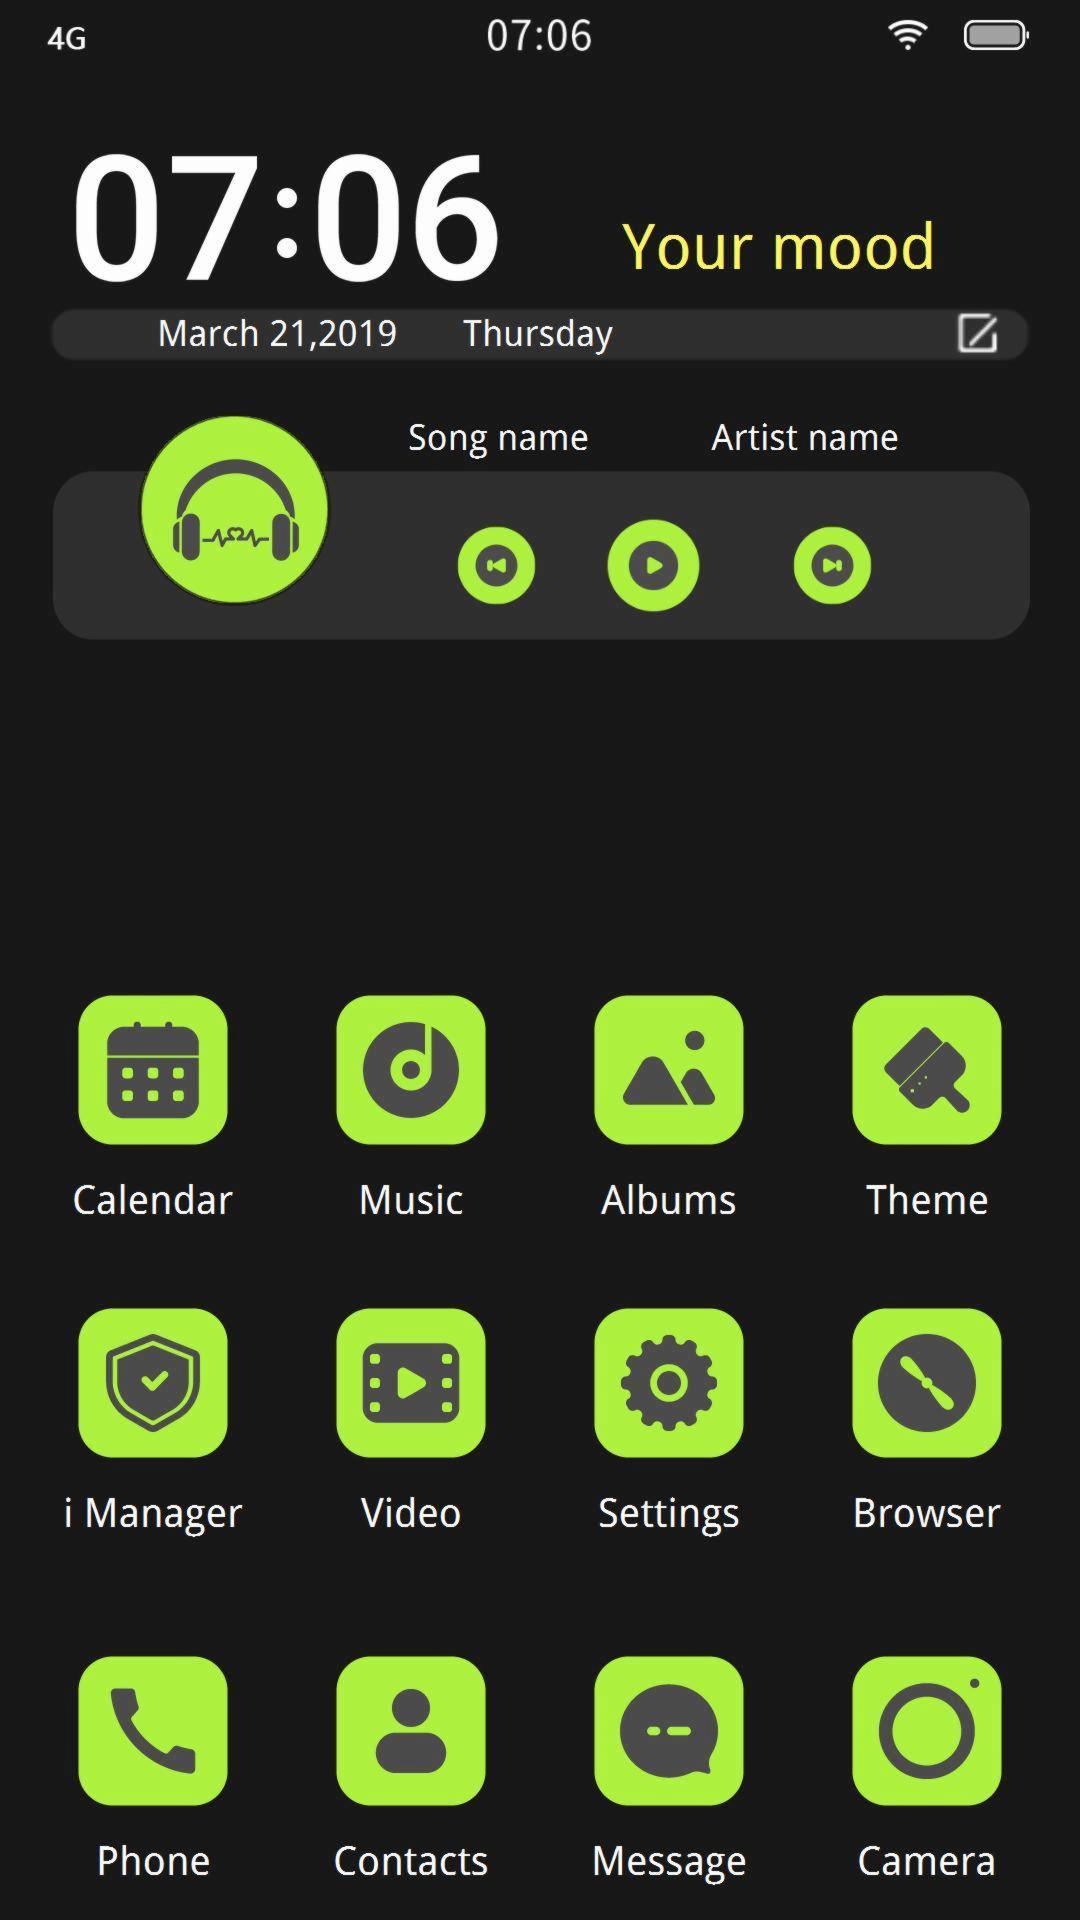 4G 07:06
07:06 Your mood
March 21,2019 Thursday
Song name Artist name
Calendar Music Albums Theme
i Manager Video Settings Browser
Phone Contacts Message Camera